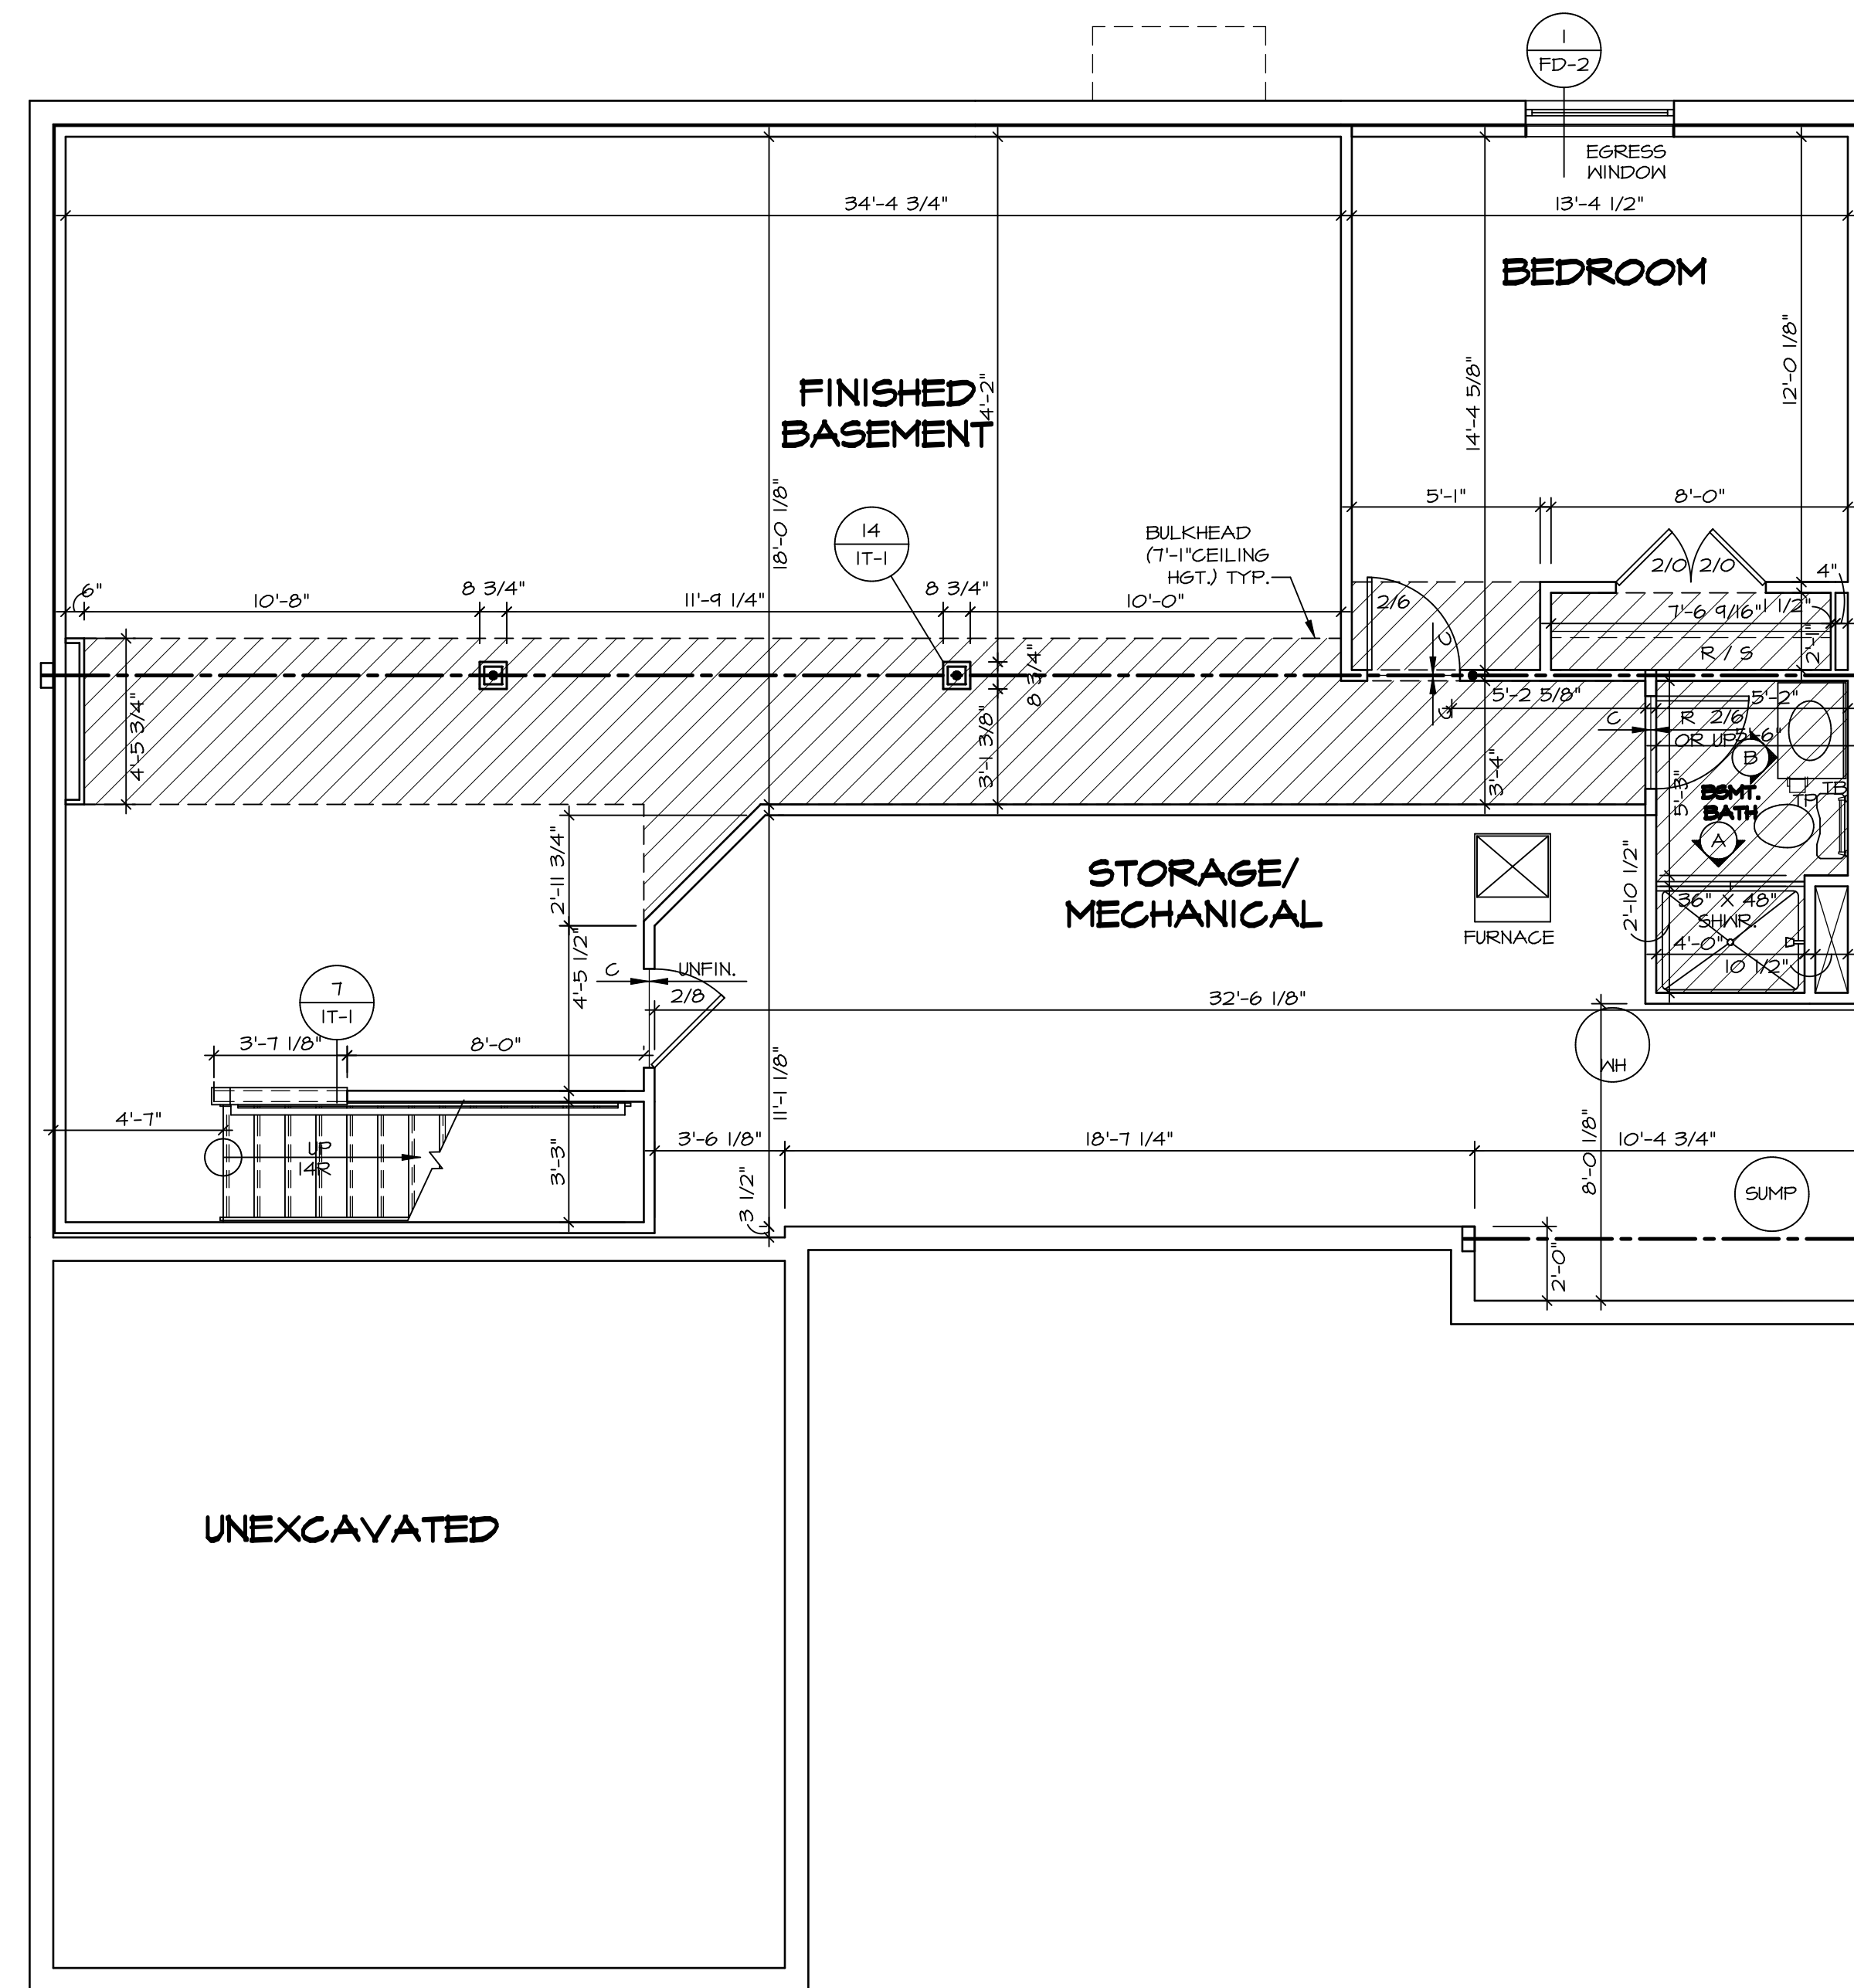 1
FD-2
EGRESS
WINDOW
34'-4 3/4"
13'-4 1/2"
BEDROOM
12'-0 1/8"
14'-4 5/8"
FINISHED
BASEMENT
4'-2"
18'-0 1/8"
5'-1"
8'-0"
14
IT-1
BULKHEAD
(7'-1"CEILING
HGT.) TYP.
6"
10'-8"
8 3/4"
11'-9 1/4"
8 3/4"
10'-0"
2/6
2/0
2/0
4"
7'-6 9/16"
1 1/2"
2'-1"
R / S
C
C
4'-5 3/4"
8 3/4"
3'-1 3/8"
3'-4"
5'-2 5/8"
5'-2"
C
R 2/6
OR UP
5'-6"
B
5'-3"
BSMT.
BATH
TP
TB
A
2'-11 3/4"
STORAGE/
MECHANICAL
FURNACE
2'-10 1/2"
36" X 48"
SHWR.
4'-0"
10 1/2"
4'-5 1/2"
C
UNFIN.
2/8
7
IT-1
32'-6 1/8"
3'-7 1/8"
8'-0"
WH
11'-1 1/8"
4'-7"
UP
14R
3'-3"
3'-6 1/8"
18'-7 1/4"
10'-4 3/4"
8'-0 1/8"
3 1/2"
SUMP
2'-0"
UNEXCAVATED